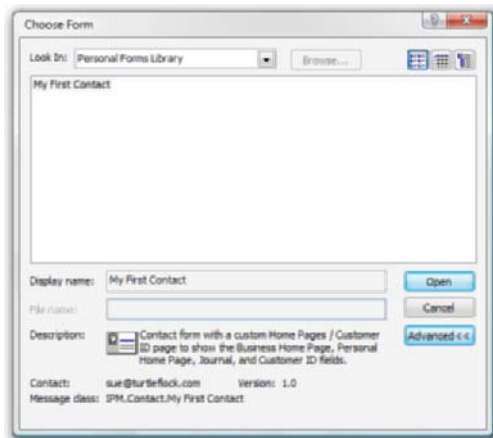 Choose Form
Look In: Personal Forms Library Browse...
My First Contact
Display name: My First Contact Open
File name: Cancel
Description: Contact form with a custom Home Pages / Customer Advanced <<
ID page to show the Business Home Page, Personal
Home Page, Journal, and Customer ID fields.
Contact: sue@turtleflock.com Version: 1.0
Message class: IPM.Contact.My First Contact